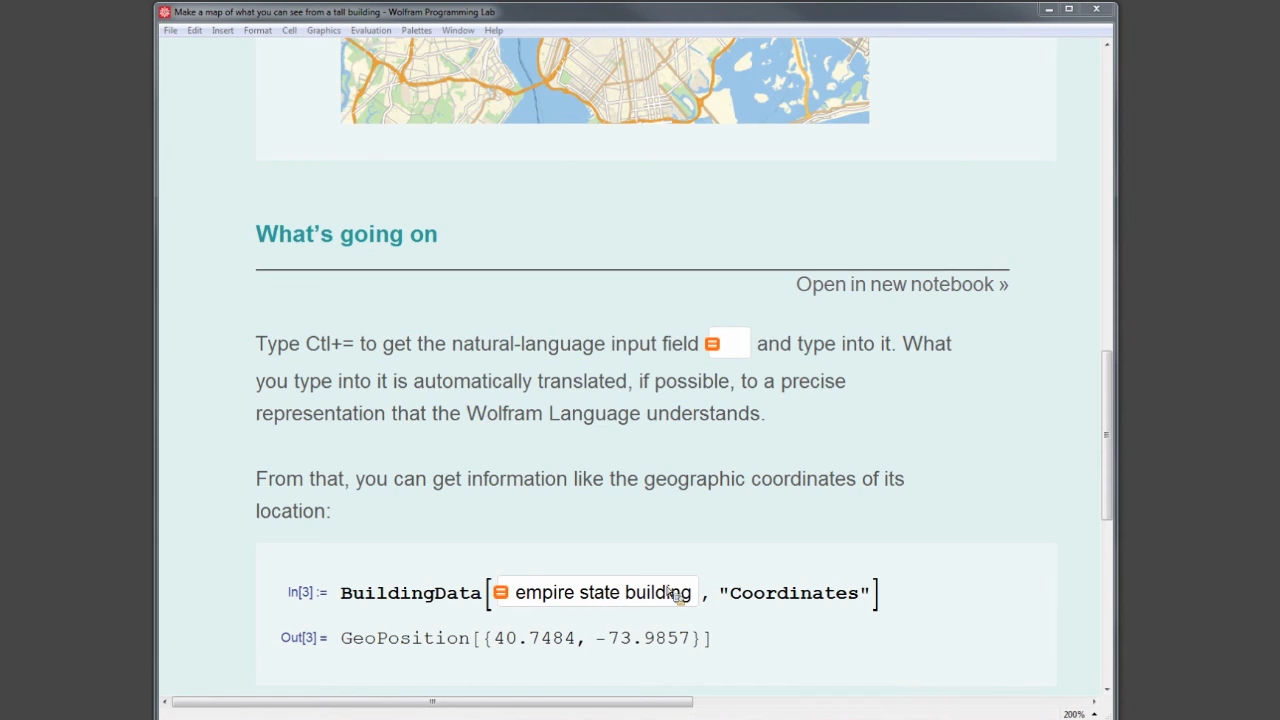 Make a map of what you can see from a tall building - Wolfram Programming Lab
File Edit Insert Format Cell Graphics Evaluation Palettes Window Help
What's going on
Open in new notebook »
Type Ctl+= to get the natural-language input field = and type into it. What
you type into it is automatically translated, if possible, to a precise
representation that the Wolfram Language understands.
From that, you can get information like the geographic coordinates of its
location:
In[3]:= BuildingData[= empire state building, "Coordinates"]
Out[3]= GeoPosition[{40.7484, -73.9857}]
200%